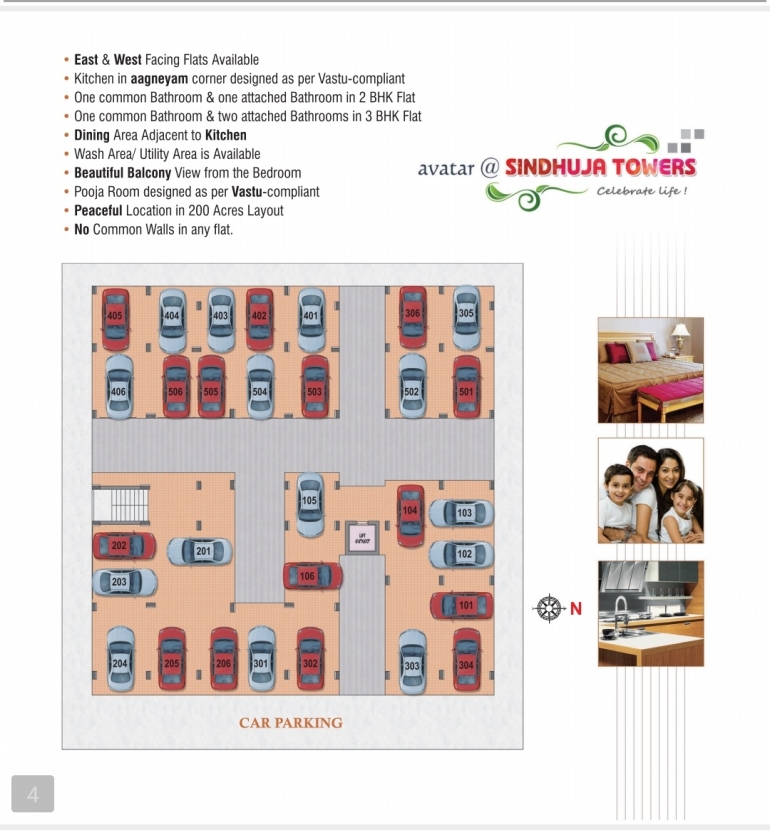 • East & West Facing Flats Available
• Kitchen in aagneyam corner designed as per Vastu-compliant
• One common Bathroom & one attached Bathroom in 2 BHK Flat
• One common Bathroom & two attached Bathrooms in 3 BHK Flat
• Dining Area Adjacent to Kitchen
• Wash Area/ Utility Area is Available
• Beautiful Balcony View from the Bedroom
• Pooja Room designed as per Vastu-compliant
• Peaceful Location in 200 Acres Layout
• No Common Walls in any flat.
avatar @ SINDHUJA TOWERS
Celebrate life !
405 404 403 402 401 306 305
406 506 505 504 503 502 501
105 104 103
202 201 102
203 106 101
204 205 206 301 302 303 304
LIFT
N
CAR PARKING
4